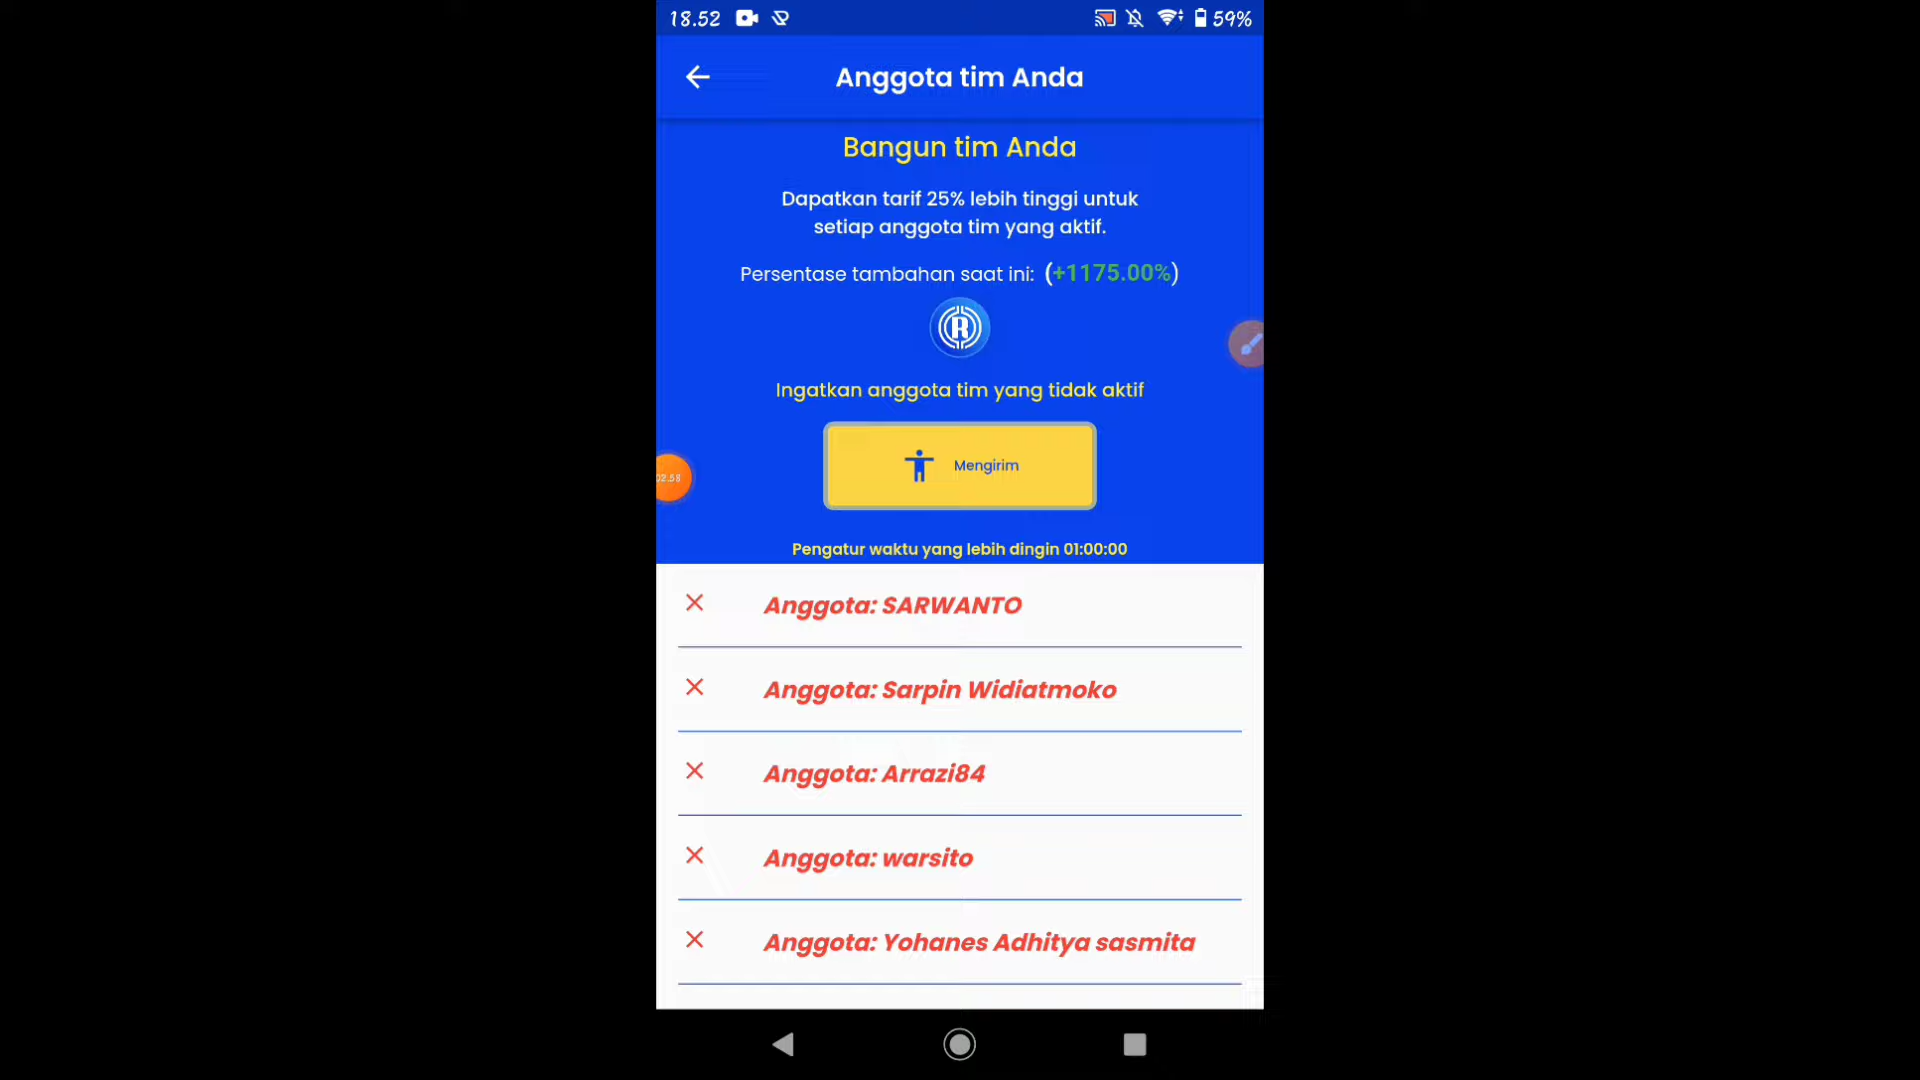 18.52
59%
Anggota tim Anda
Bangun tim Anda
Dapatkan tarif 25% lebih tinggi untuk
setiap anggota tim yang aktif.
Persentase tambahan saat ini: (+1175.00%)
R
Ingatkan anggota tim yang tidak aktif
Mengirim
02:58
Pengatur waktu yang lebih dingin 01:00:00
Anggota: SARWANTO
Anggota: Sarpin Widiatmoko
Anggota: Arrazi84
Anggota: warsito
Anggota: Yohanes Adhitya sasmita